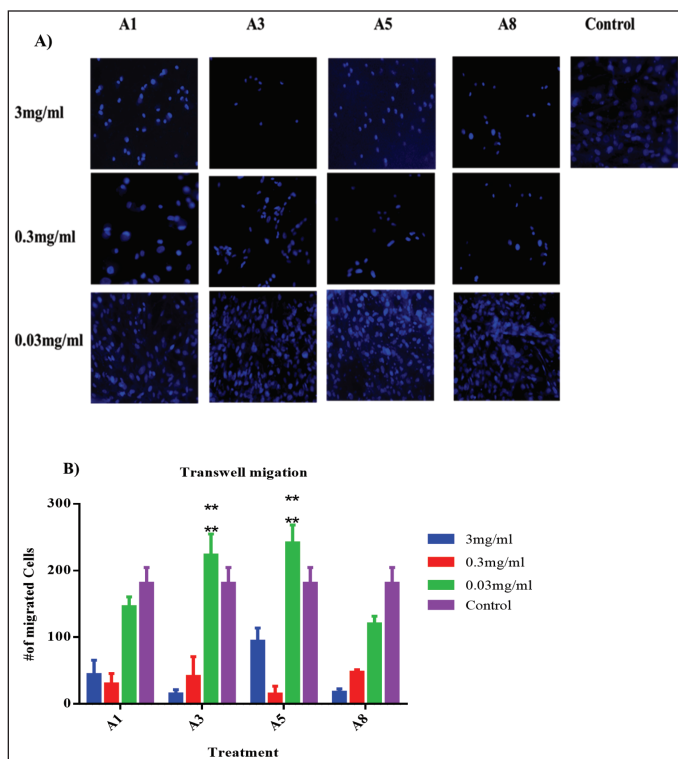 A1 A3 A5 A8 Control
A)
3mg/ml
0.3mg/ml
0.03mg/ml
B)
Transwell migation
300
200
100
0
#of migrated Cells
** **
** **
A1 A3 A5 A8
Treatment
3mg/ml
0.3mg/ml
0.03mg/ml
Control